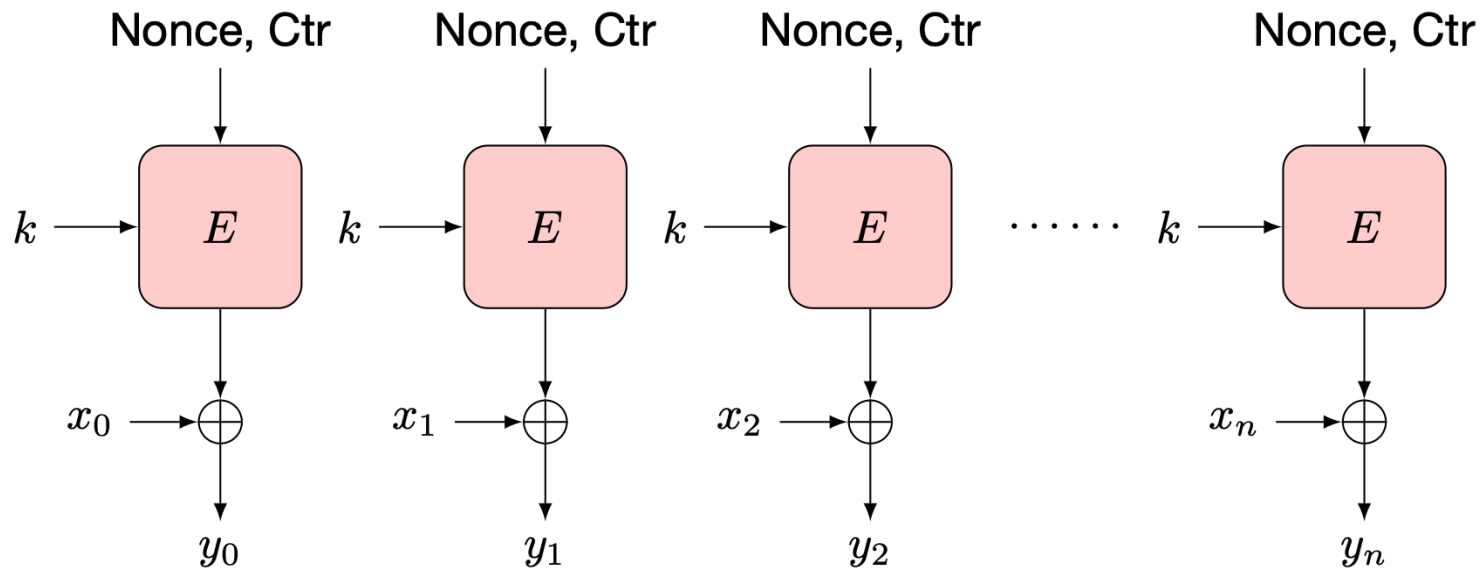 Nonce, Ctr Nonce, Ctr Nonce, Ctr Nonce, Ctr
k E k E k E ...... k E
x₀ x₁ x₂ xₙ
y₀ y₁ y₂ yₙ